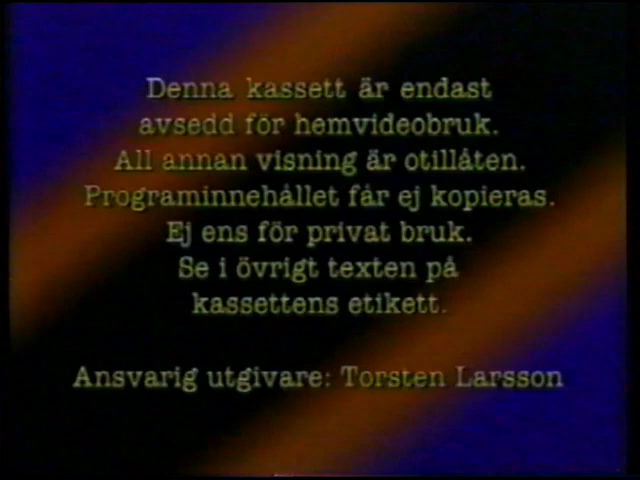 Denna kassett är endast
avsedd för hemvideobruk.
All annan visning är otillåten.
Programinnehållet får ej kopieras.
Ej ens för privat bruk.
Se i övrigt texten på
kassettens etikett.
Ansvarig utgivare: Torsten Larsson